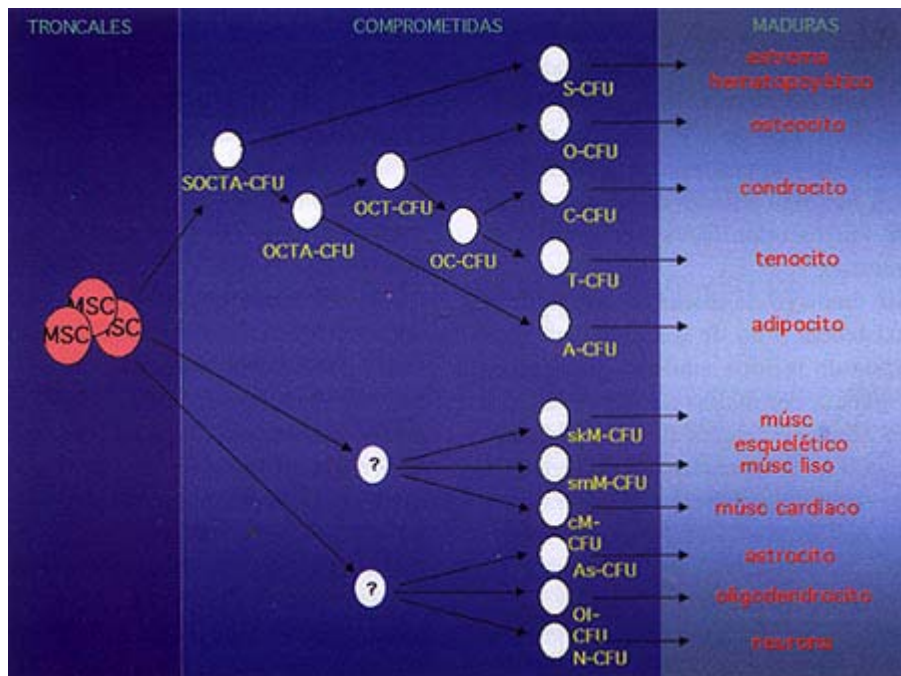 TRONCALES
COMPROMETIDAS
MADURAS
estroma
hematopoyético
S-CFU
osteocito
O-CFU
SOCTA-CFU
OCT-CFU
condrocito
C-CFU
OCTA-CFU
OC-CFU
tenocito
T-CFU
MSC
MSC
MSC
adipocito
A-CFU
músc
esquelético
skM-CFU
?
músc liso
smM-CFU
músc cardíaco
cM-
CFU
astrocito
As-CFU
?
oligodendrocito
Ol-
CFU
neurona
N-CFU